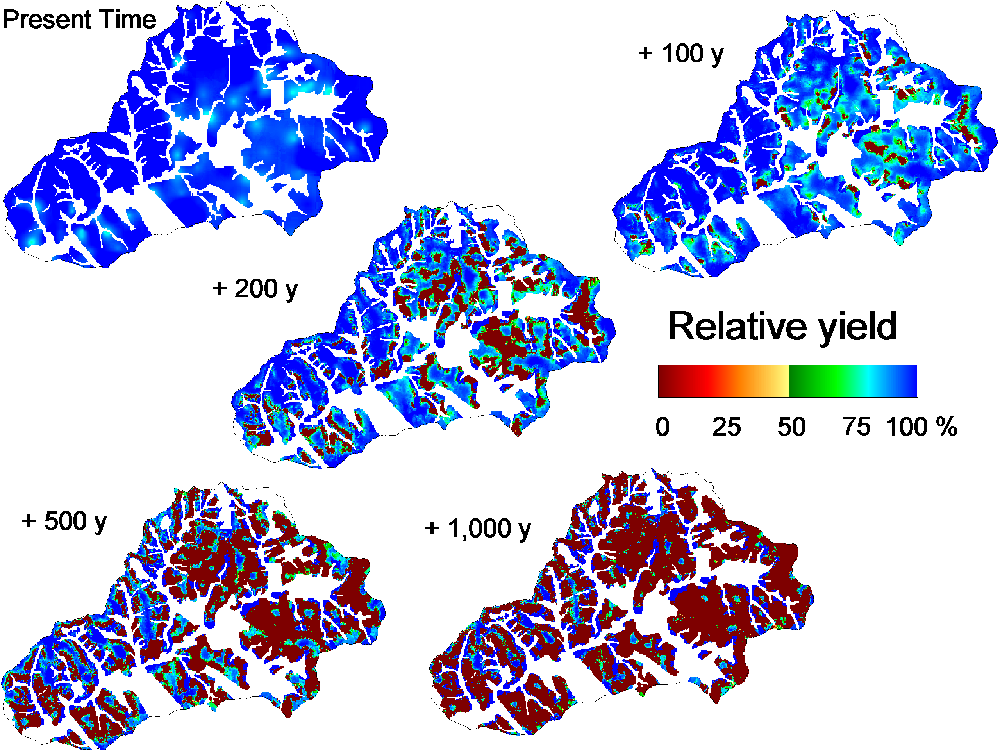 Present Time
+ 100 y
+ 200 y
Relative yield
0 25 50 75 100 %
+ 500 y
+ 1,000 y